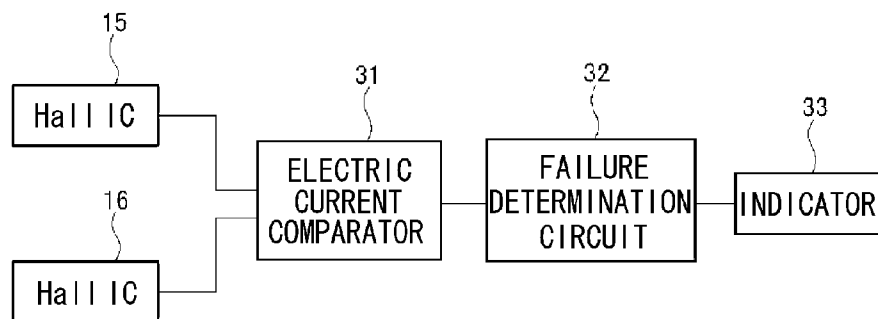 15
Hall IC
16
Hall IC
31
ELECTRIC
CURRENT
COMPARATOR
32
FAILURE
DETERMINATION
CIRCUIT
33
INDICATOR